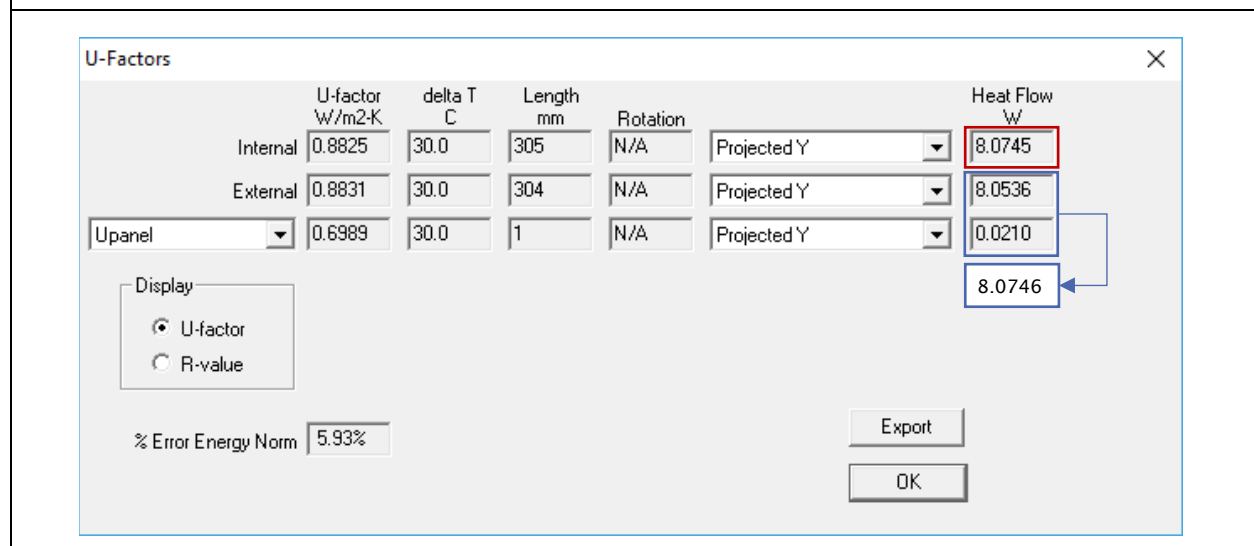 U-Factors
U-factor delta T Length Heat Flow
W/m2-K C mm Rotation W
Internal 0.8825 30.0 305 N/A Projected Y 8.0745
External 0.8831 30.0 304 N/A Projected Y 8.0536
Upanel 0.6989 30.0 1 N/A Projected Y 0.0210
8.0746
Display
U-factor
R-value
% Error Energy Norm 5.93%
Export
OK